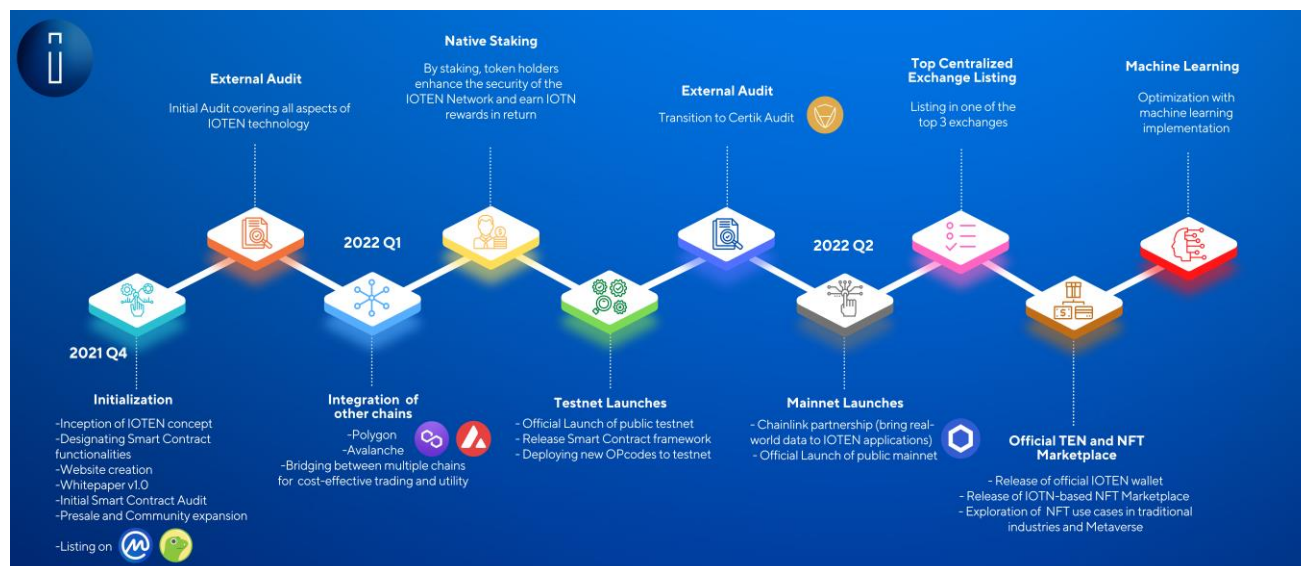 External Audit
Initial Audit covering all aspects of
IOTEN technology
Native Staking
By staking, token holders
enhance the security of the
IOTEN Network and earn IOTN
rewards in return
External Audit
Transition to Certik Audit
Top Centralized
Exchange Listing
Listing in one of the
top 3 exchanges
Machine Learning
Optimization with
machine learning
implementation
2021 Q4
2022 Q1
2022 Q2
Initialization
-Inception of IOTEN concept
-Designating Smart Contract
functionalities
-Website creation
-Whitepaper v1.0
-Initial Smart Contract Audit
-Presale and Community expansion
-Listing on
Integration of
other chains
-Polygon
-Avalanche
-Bridging between multiple chains
for cost-effective trading and utility
Testnet Launches
- Official Launch of public testnet
- Release Smart Contract framework
- Deploying new OPcodes to testnet
Mainnet Launches
- Chainlink partnership (bring real-
world data to IOTEN applications)
- Official Launch of public mainnet
Official TEN and NFT
Marketplace
- Release of official IOTEN wallet
- Release of IOTN-based NFT Marketplace
- Exploration of NFT use cases in traditional
industries and Metaverse